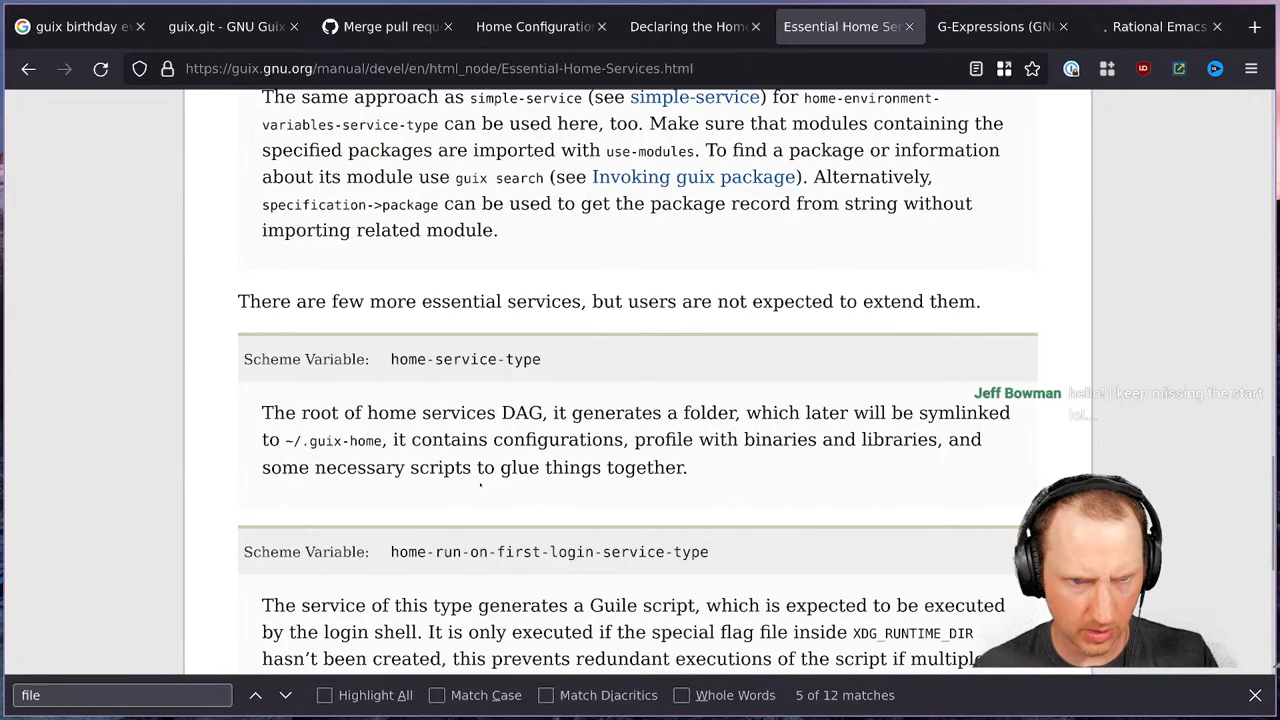 guix birthday ev
guix.git - GNU Guix
Merge pull requ
Home Configuration
Declaring the Home
Essential Home Ser
G-Expressions (GN
Rational Emacs
https://guix.gnu.org/manual/devel/en/html_node/Essential-Home-Services.html
The same approach as simple-service (see simple-service) for home-environment-
variables-service-type can be used here, too. Make sure that modules containing the
specified packages are imported with use-modules. To find a package or information
about its module use guix search (see Invoking guix package). Alternatively,
specification->package can be used to get the package record from string without
importing related module.
There are few more essential services, but users are not expected to extend them.
Scheme Variable: home-service-type
The root of home services DAG, it generates a folder, which later will be symlinked
to ~/.guix-home, it contains configurations, profile with binaries and libraries, and
some necessary scripts to glue things together.
Jeff Bowman hello! I keep missing the start
lol...
Scheme Variable: home-run-on-first-login-service-type
The service of this type generates a Guile script, which is expected to be executed
by the login shell. It is only executed if the special flag file inside XDG_RUNTIME_DIR
hasn't been created, this prevents redundant executions of the script if multiple
file
Highlight All
Match Case
Match Diacritics
Whole Words
5 of 12 matches